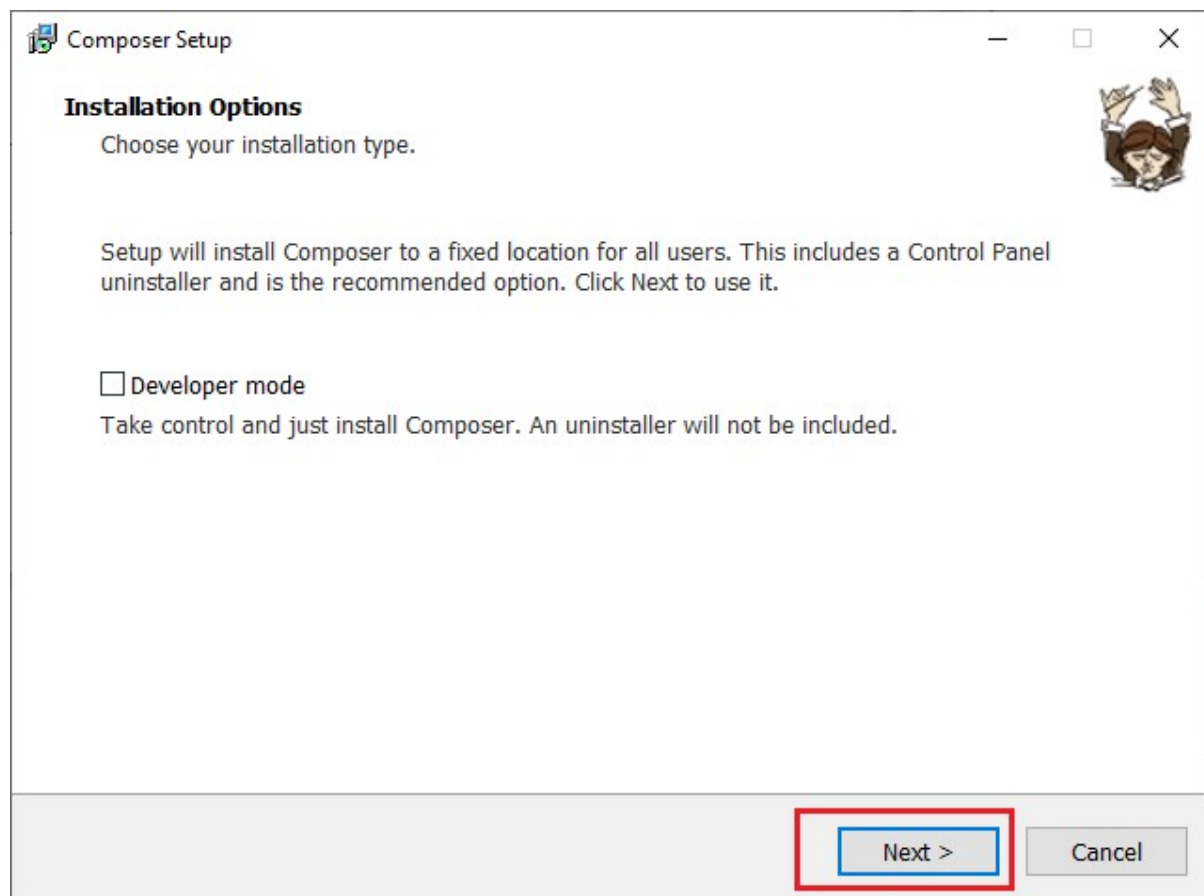 Composer Setup
Installation Options
Choose your installation type.
Setup will install Composer to a fixed location for all users. This includes a Control Panel
uninstaller and is the recommended option. Click Next to use it.
Developer mode
Take control and just install Composer. An uninstaller will not be included.
Next >
Cancel